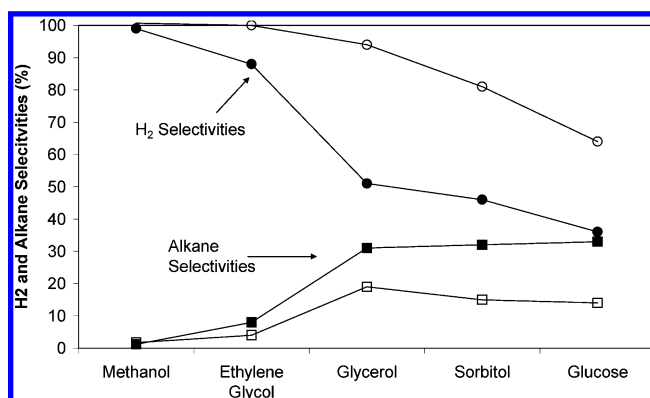 H2 and Alkane Selecitvities (%)
100
90
80
70
60
50
40
30
20
10
0
H2 Selectivities
Alkane
Selectivities
Methanol
Ethylene
Glycol
Glycerol
Sorbitol
Glucose